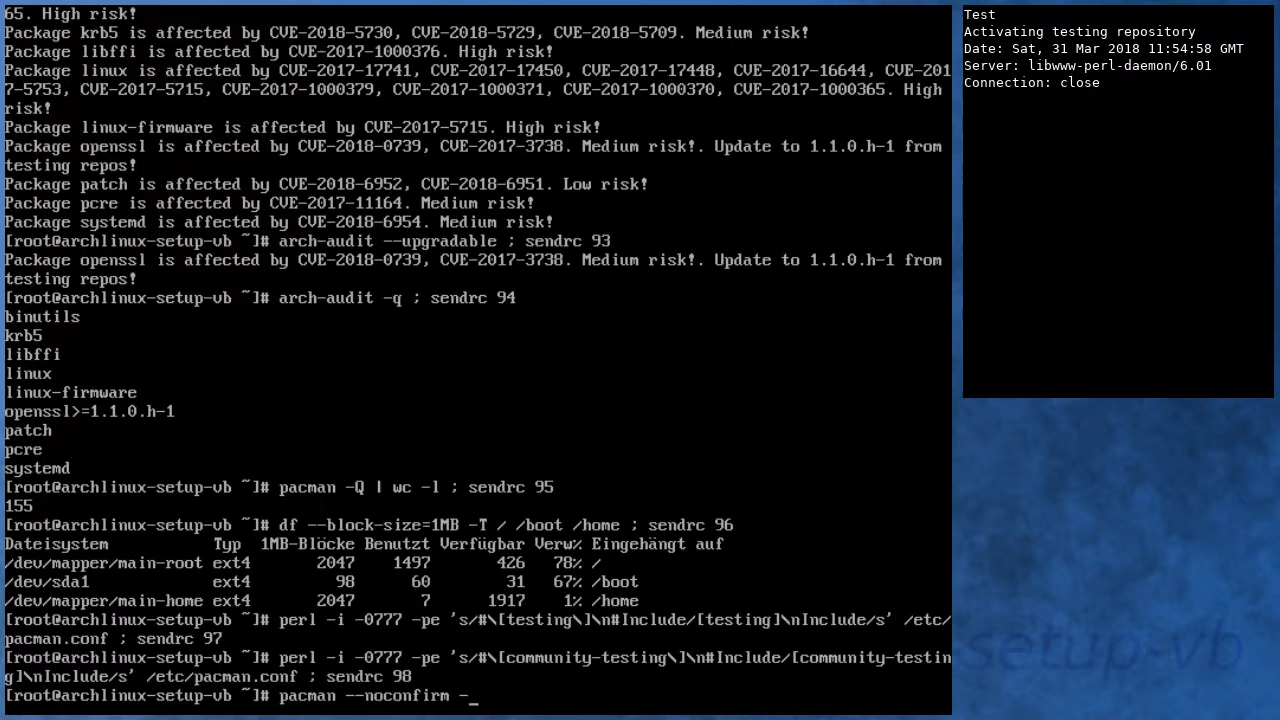 65. High risk!
Package krb5 is affected by CVE-2018-5730, CVE-2018-5729, CVE-2018-5709. Medium risk!
Package libffi is affected by CVE-2017-1000376. High risk!
Package linux is affected by CVE-2017-17741, CVE-2017-17450, CVE-2017-17448, CVE-2017-16644, CVE-201
7-5753, CVE-2017-5715, CVE-2017-1000379, CVE-2017-1000371, CVE-2017-1000370, CVE-2017-1000365. High
risk!
Package linux-firmware is affected by CVE-2017-5715. High risk!
Package openssl is affected by CVE-2018-0739, CVE-2017-3738. Medium risk!. Update to 1.1.0.h-1 from
testing repos!
Package patch is affected by CVE-2018-6952, CVE-2018-6951. Low risk!
Package pcre is affected by CVE-2017-11164. Medium risk!
Package systemd is affected by CVE-2018-6954. Medium risk!
[root@archlinux-setup-vb ~]# arch-audit --upgradable ; sendrc 93
Package openssl is affected by CVE-2018-0739, CVE-2017-3738. Medium risk!. Update to 1.1.0.h-1 from
testing repos!
[root@archlinux-setup-vb ~]# arch-audit -q ; sendrc 94
binutils
krb5
libffi
linux
linux-firmware
openssl>=1.1.0.h-1
patch
pcre
systemd
[root@archlinux-setup-vb ~]# pacman -Q | wc -l ; sendrc 95
155
[root@archlinux-setup-vb ~]# df --block-size=1MB -T / /boot /home ; sendrc 96
Dateisystem Typ 1MB-Blöcke Benutzt Verfügbar Verw% Eingehängt auf
/dev/mapper/main-root ext4 2047 1497 426 78% /
/dev/sda1 ext4 98 60 31 67% /boot
/dev/mapper/main-home ext4 2047 7 1917 1% /home
[root@archlinux-setup-vb ~]# perl -i -0777 -pe 's/#\[testing\]\n#Include/[testing]\nInclude/s' /etc/
pacman.conf ; sendrc 97
[root@archlinux-setup-vb ~]# perl -i -0777 -pe 's/#\[community-testing\]\n#Include/[community-testin
g]\nInclude/s' /etc/pacman.conf ; sendrc 98
[root@archlinux-setup-vb ~]# pacman --noconfirm -_
Test
Activating testing repository
Date: Sat, 31 Mar 2018 11:54:58 GMT
Server: libwww-perl-daemon/6.01
Connection: close
setup-vb